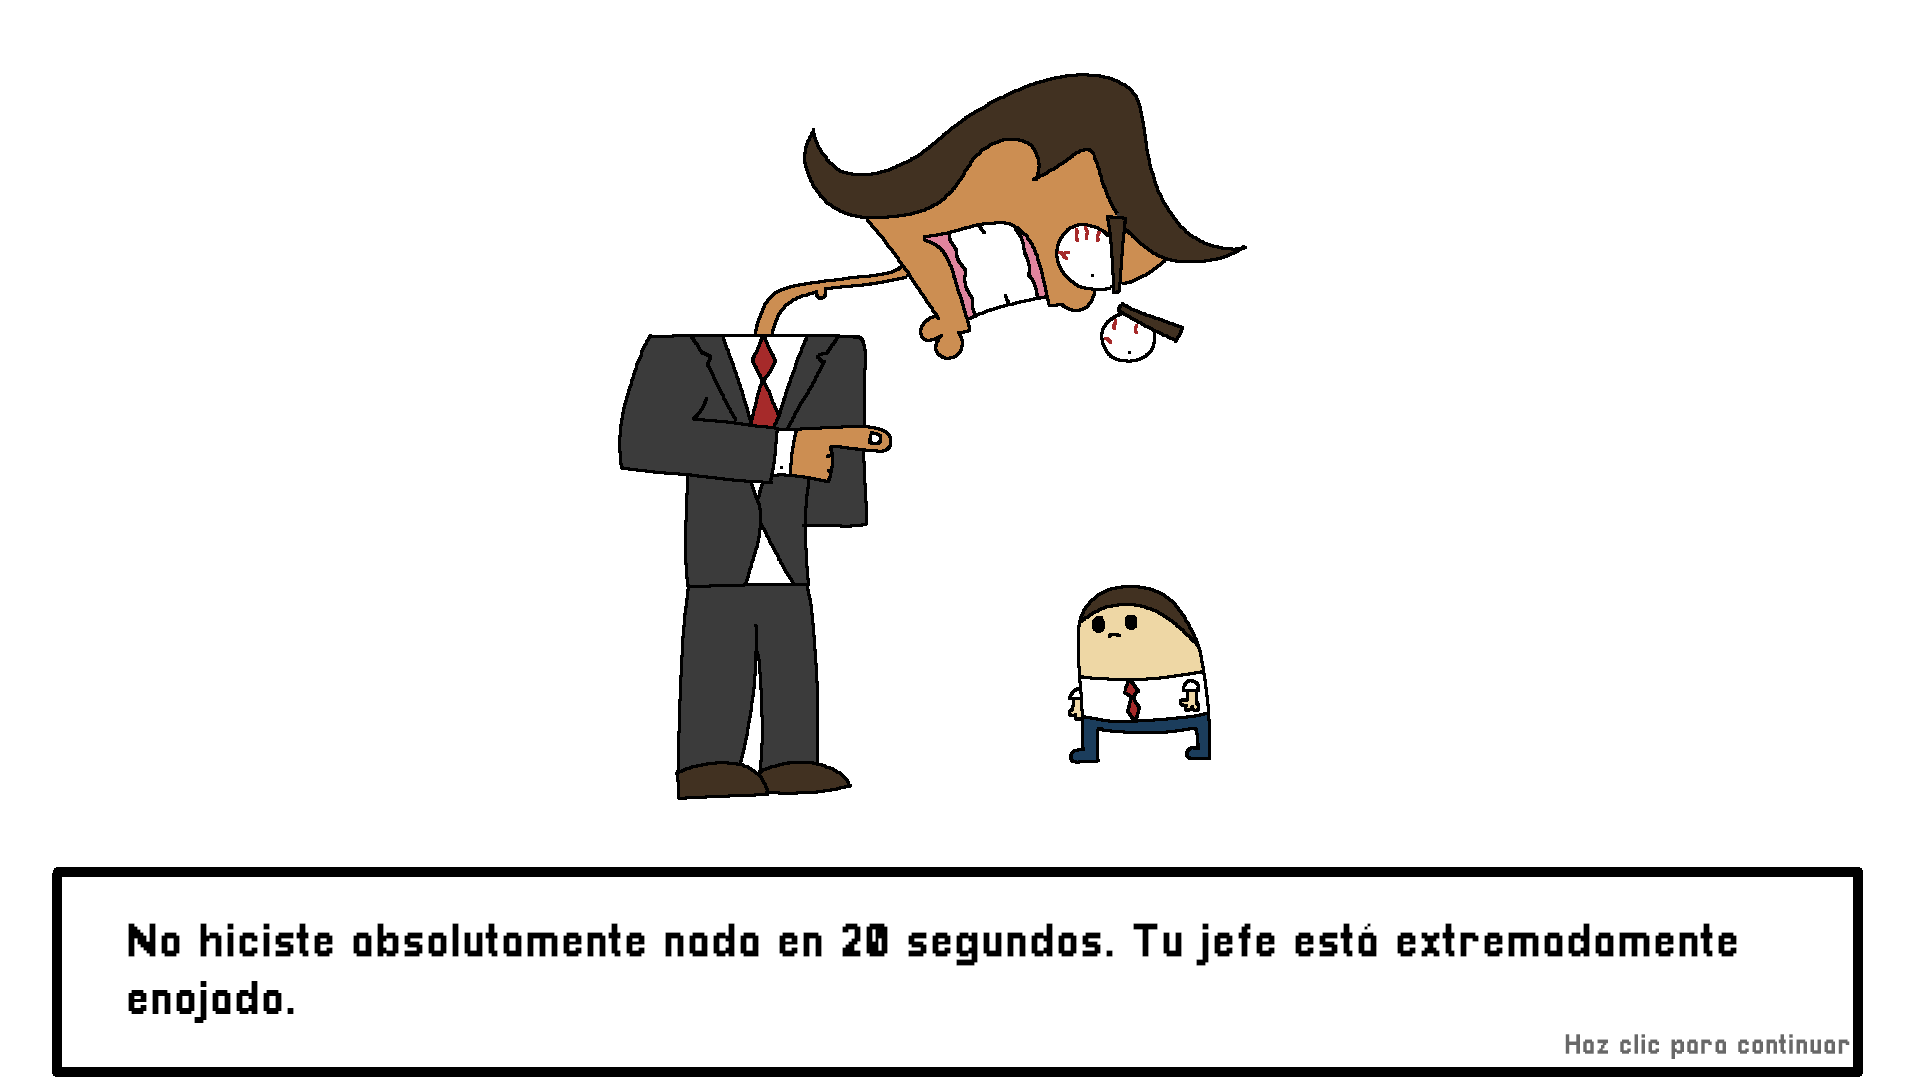 No hiciste absolutamente nada en 20 segundos. Tu jefe está extremadamente
enojado.
Haz clic para continuar